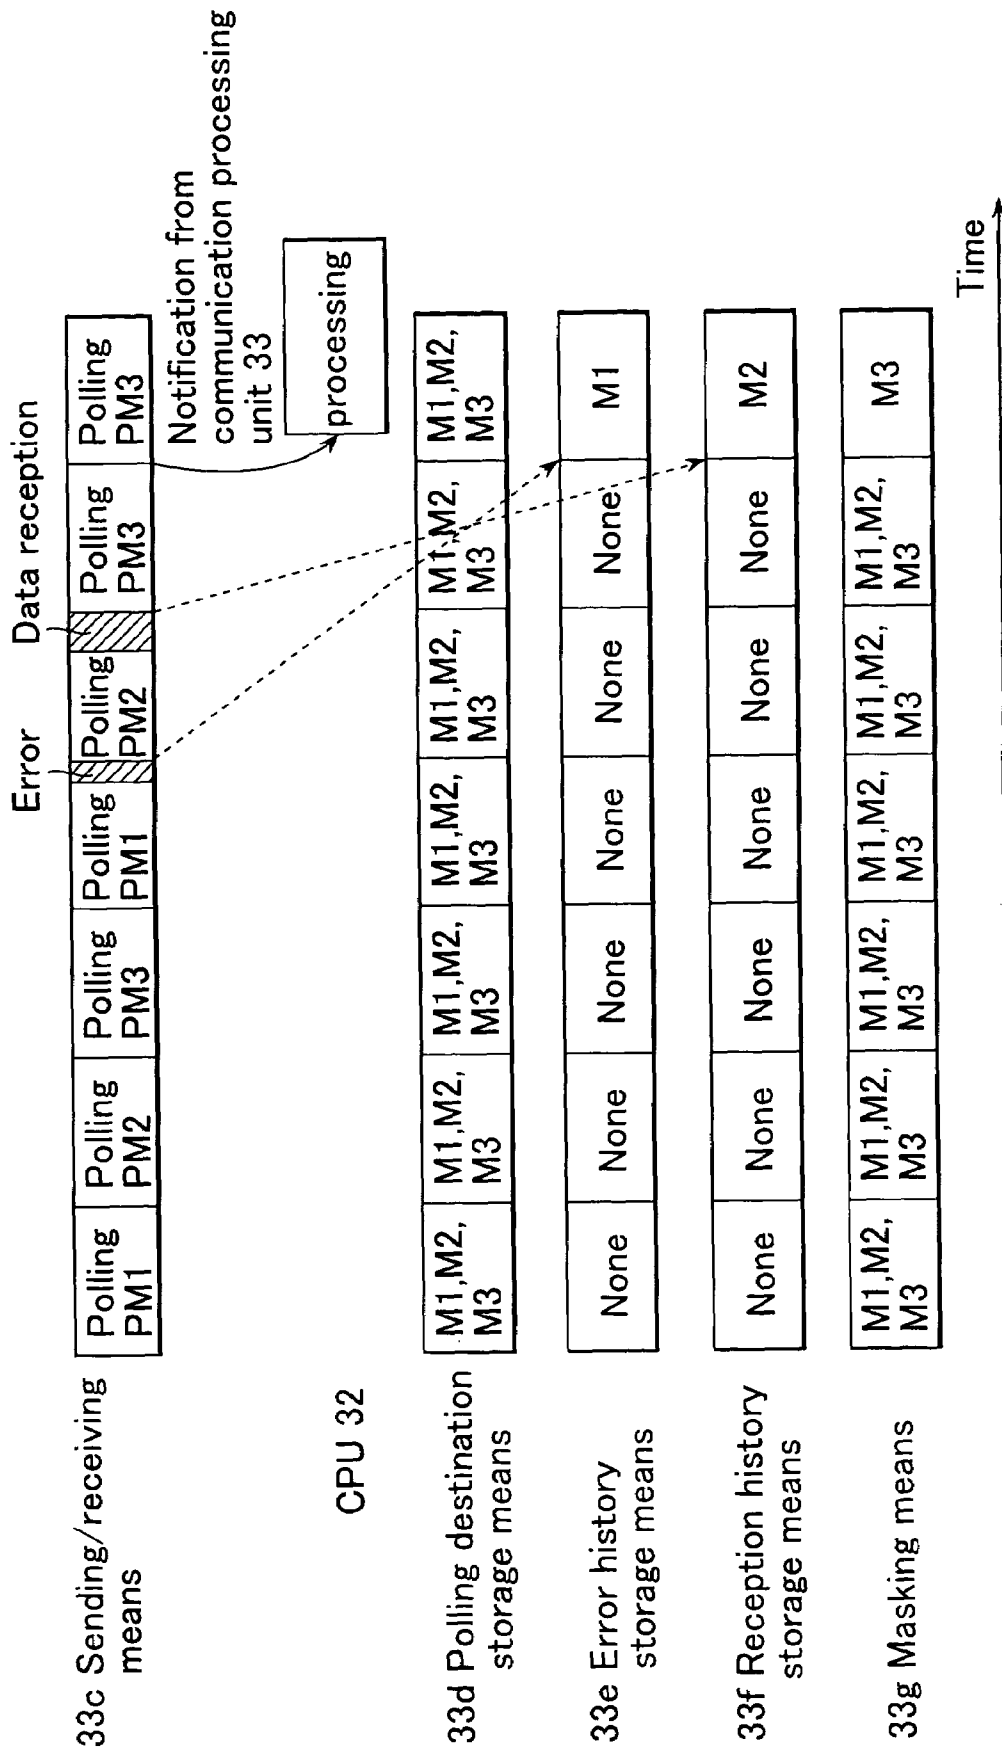 Error
Data reception
33c Sending/receiving
means
Polling
PM1
Polling
PM2
Polling
PM3
Polling
PM1
Polling
PM2
Polling
PM3
Polling
PM3
Notification from
communication processing
unit 33
CPU 32
processing
33d Polling destination
storage means
M1,M2,
M3
M1,M2,
M3
M1,M2,
M3
M1,M2,
M3
M1,M2,
M3
M1,M2,
M3
M1,M2,
M3
33e Error history
storage means
None
None
None
None
None
None
M1
33f Reception history
storage means
None
None
None
None
None
None
M2
33g Masking means
M1,M2,
M3
M1,M2,
M3
M1,M2,
M3
M1,M2,
M3
M1,M2,
M3
M1,M2,
M3
M3
Time